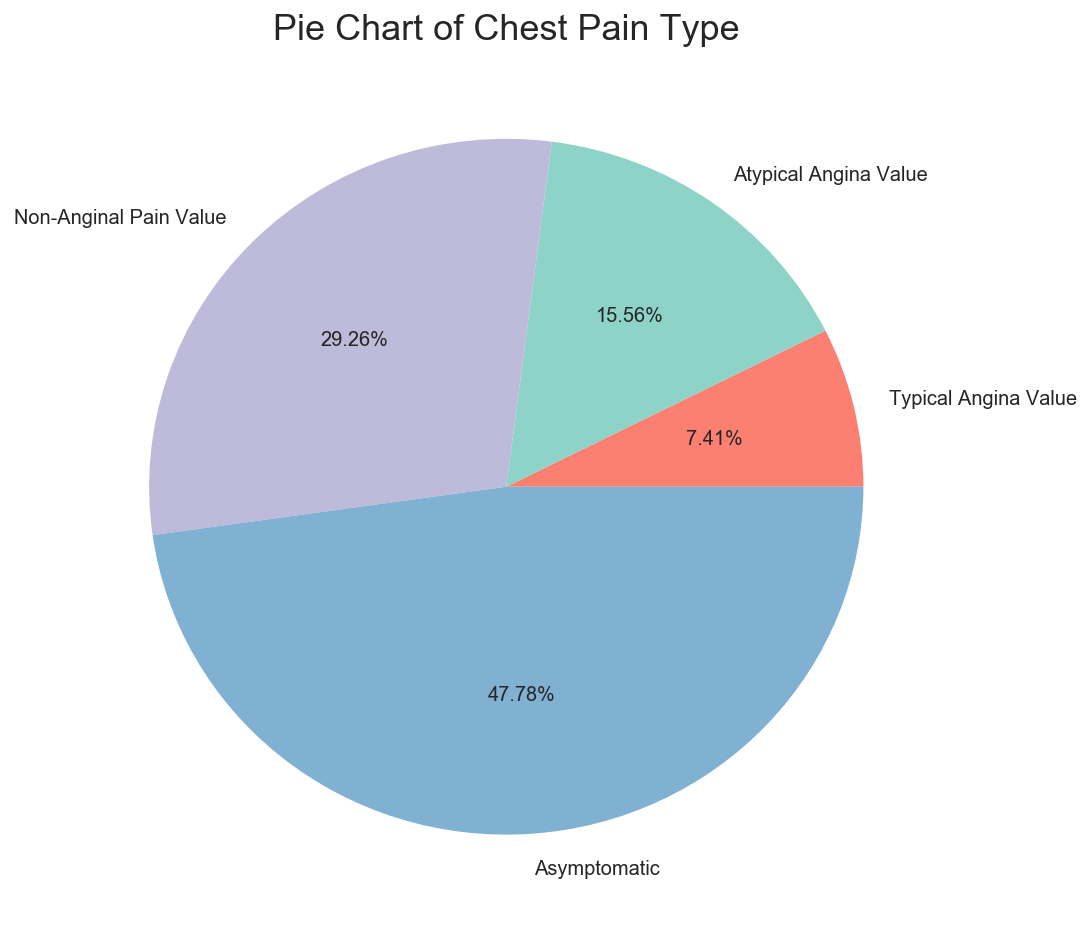 Pie Chart of Chest Pain Type
Atypical Angina Value
Non-Anginal Pain Value
15.56%
29.26%
Typical Angina Value
7.41%
47.78%
Asymptomatic